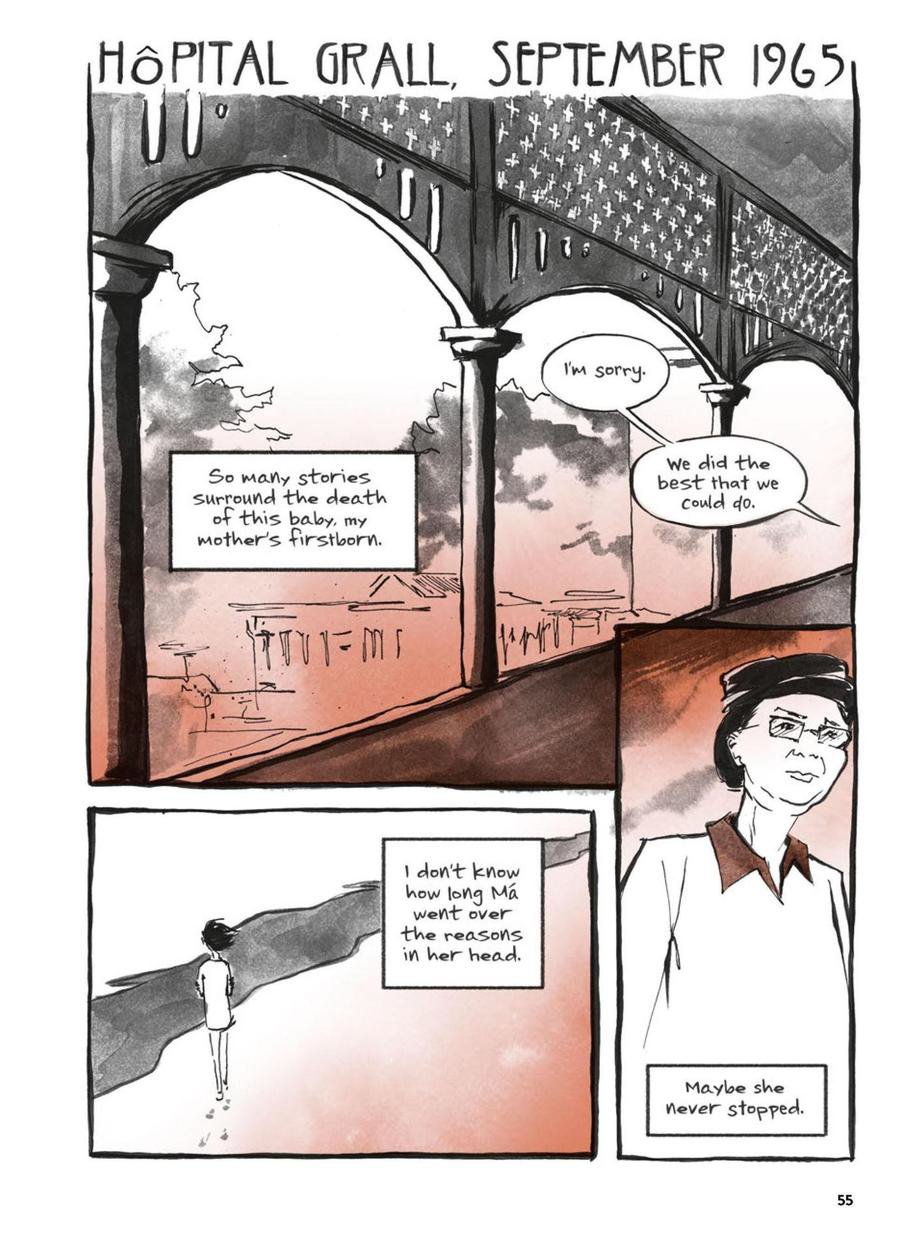 HôPITAL GRALL, SEPTEMBER 1965
I'm sorry.
We did the
best that we
could do.
So many stories
surround the death
of this baby, my
mother's firstborn.
I don't know
how long Má
went over
the reasons
in her head.
Maybe she
never stopped.
55